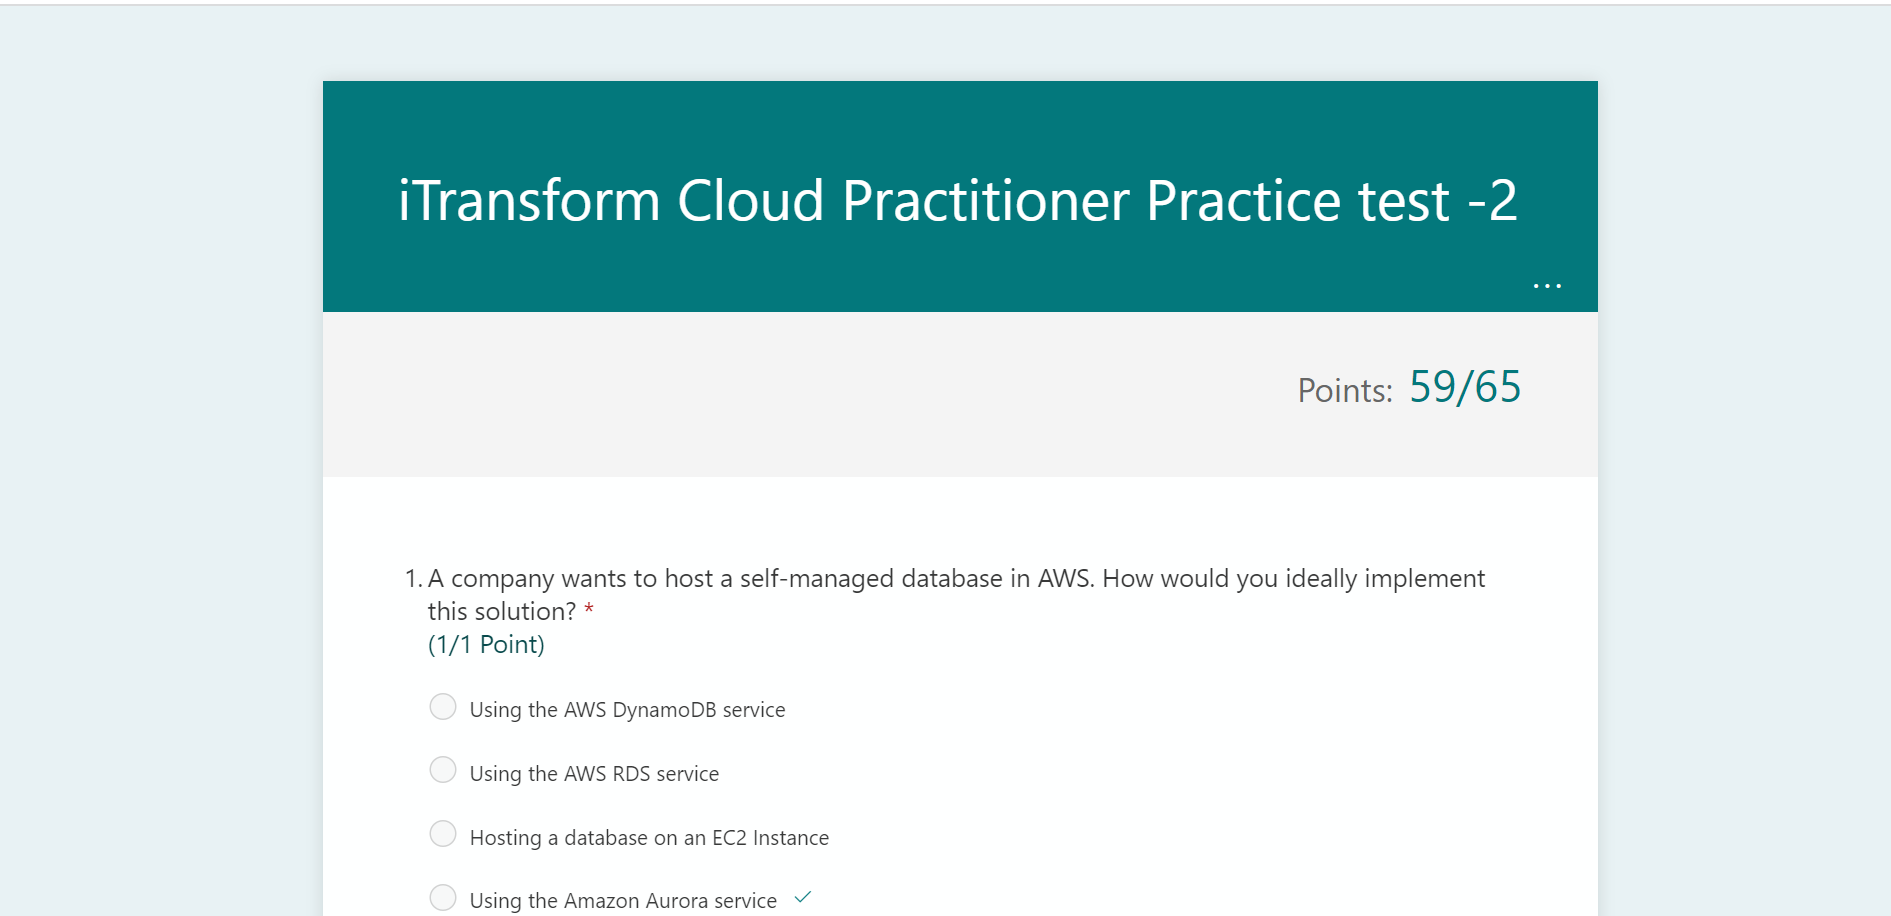 iTransform Cloud Practitioner Practice test -2
...
Points: 59/65
1. A company wants to host a self-managed database in AWS. How would you ideally implement
this solution? *
(1/1 Point)
Using the AWS DynamoDB service
Using the AWS RDS service
Hosting a database on an EC2 Instance
Using the Amazon Aurora service